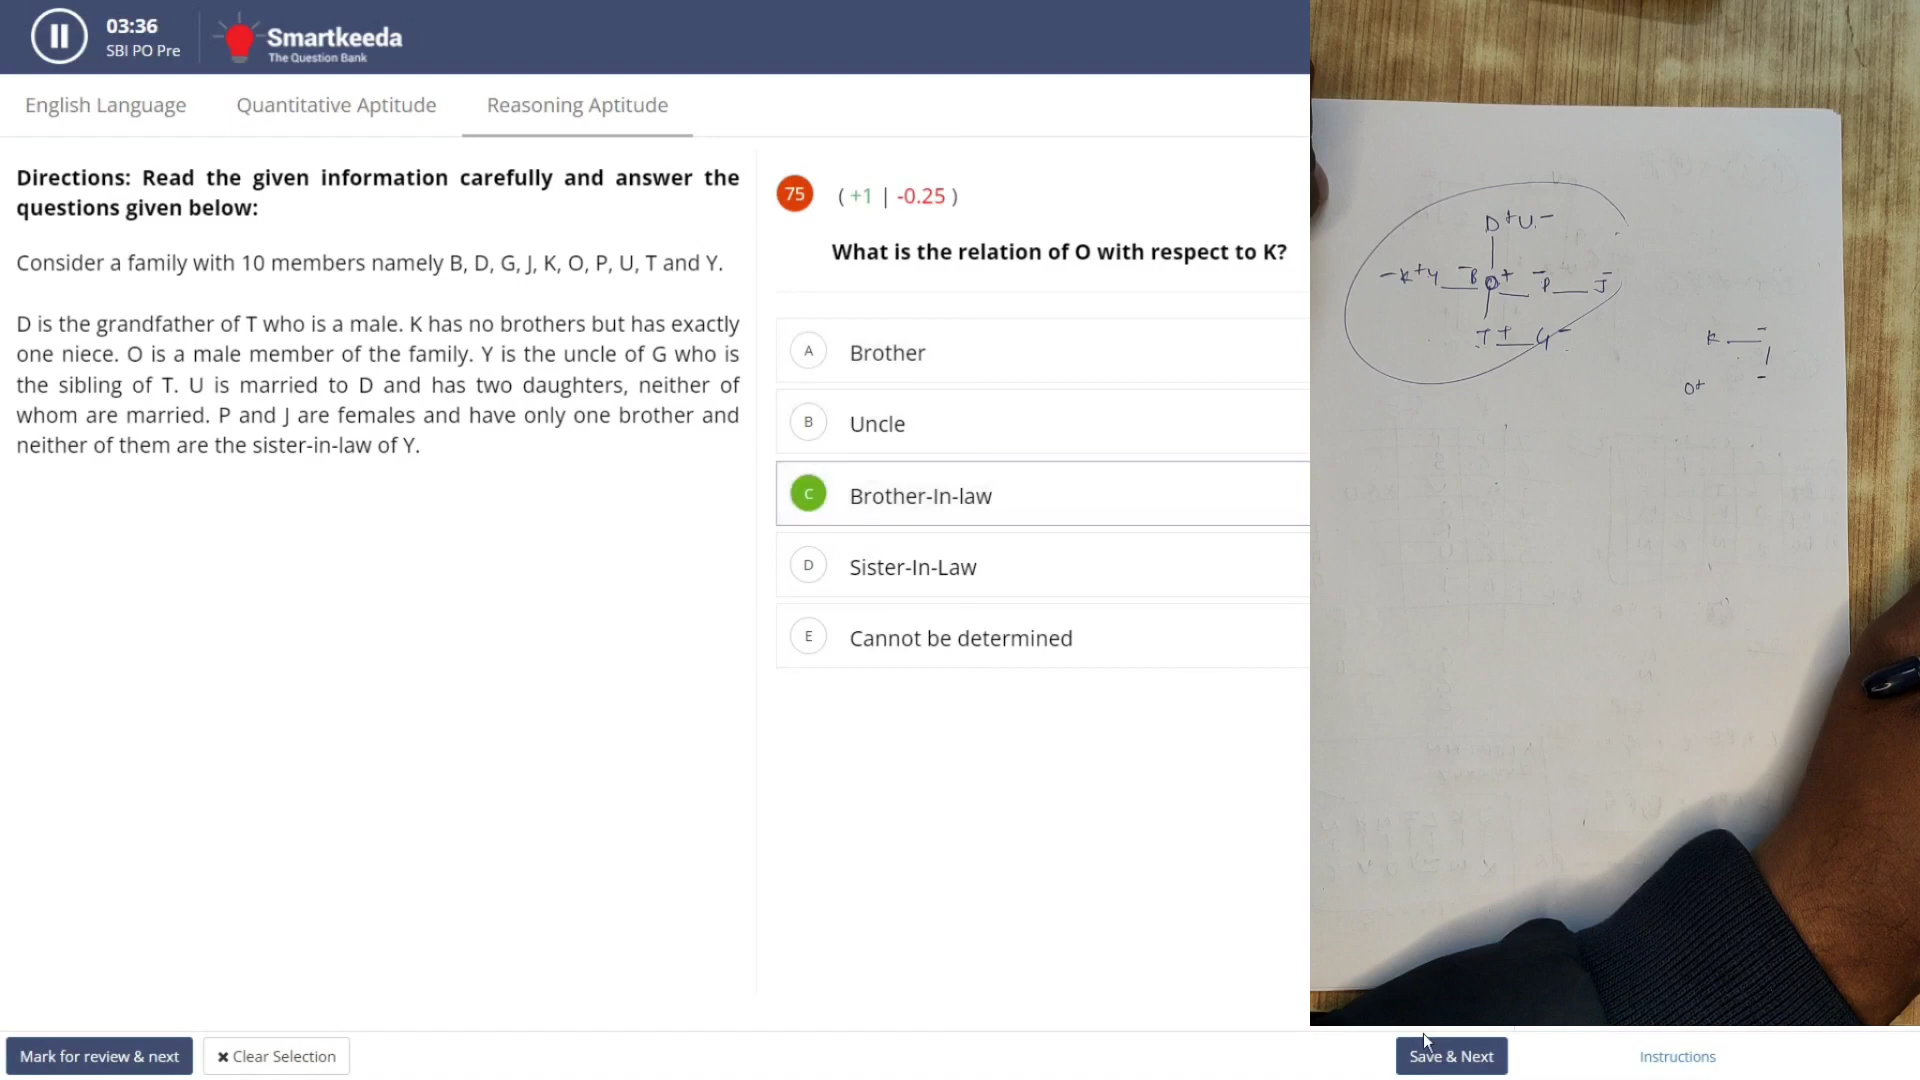 03:36
SBI PO Pre
Smartkeeda
The Question Bank
English Language
Quantitative Aptitude
Reasoning Aptitude
Directions: Read the given information carefully and answer the
questions given below:
Consider a family with 10 members namely B, D, G, J, K, O, P, U, T and Y.
D is the grandfather of T who is a male. K has no brothers but has exactly
one niece. O is a male member of the family. Y is the uncle of G who is
the sibling of T. U is married to D and has two daughters, neither of
whom are married. P and J are females and have only one brother and
neither of them are the sister-in-law of Y.
75
( +1 | -0.25 )
What is the relation of O with respect to K?
A
Brother
B
Uncle
C
Brother-In-law
D
Sister-In-Law
E
Cannot be determined
D+U-
-K+Y B- O+ P- J-
T+ G-
K -
O+ -
Mark for review & next
Clear Selection
Save & Next
Instructions